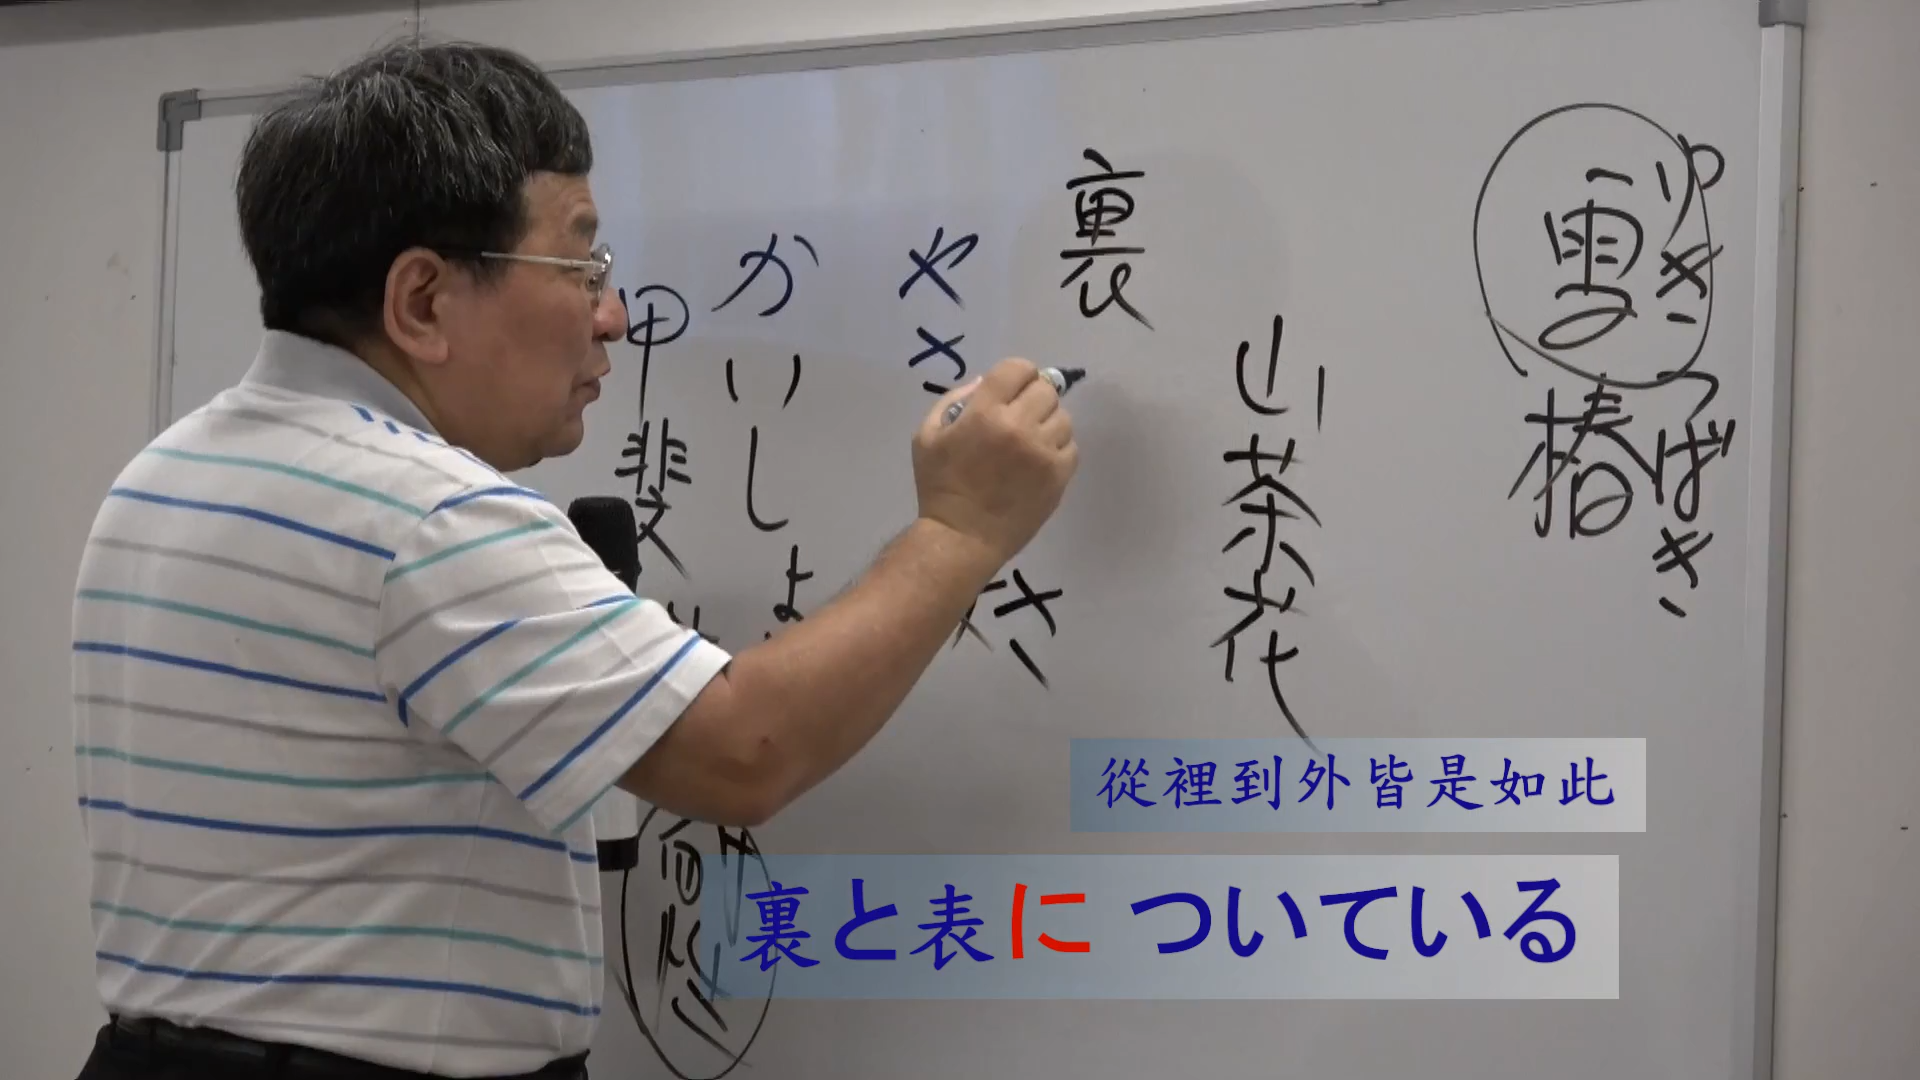 ゆき つばき
雪椿
山茶花
裏
やさ
かいしょ
甲斐
從裡到外皆是如此
裏と表に ついている